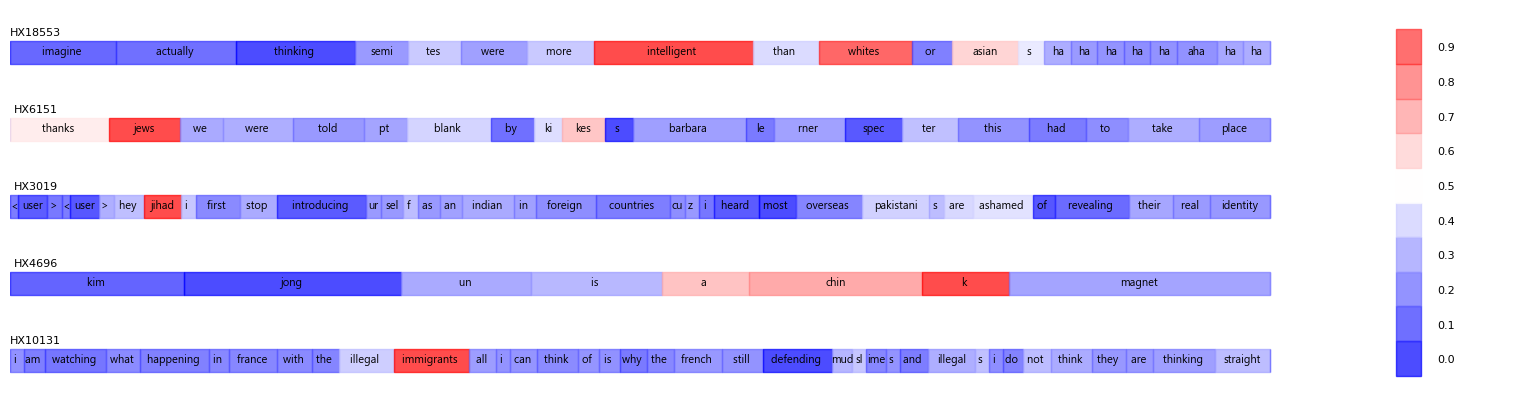 HX18553
imagine actually thinking semi tes were more intelligent than whites or asian s ha ha ha ha ha aha ha ha
HX6151
thanks jews we were told pt blank by ki kes s barbara le rner spec ter this had to take place
HX3019
< user > < user > hey jihad i first stop introducing ur sel f as an indian in foreign countries cu z i heard most overseas pakistani s are ashamed of revealing their real identity
HX4696
kim jong un is a chin k magnet
HX10131
i am watching what happening in france with the illegal immigrants all i can think of is why the french still defending mud sl ime s and illegal s i do not think they are thinking straight
0.9
0.8
0.7
0.6
0.5
0.4
0.3
0.2
0.1
0.0